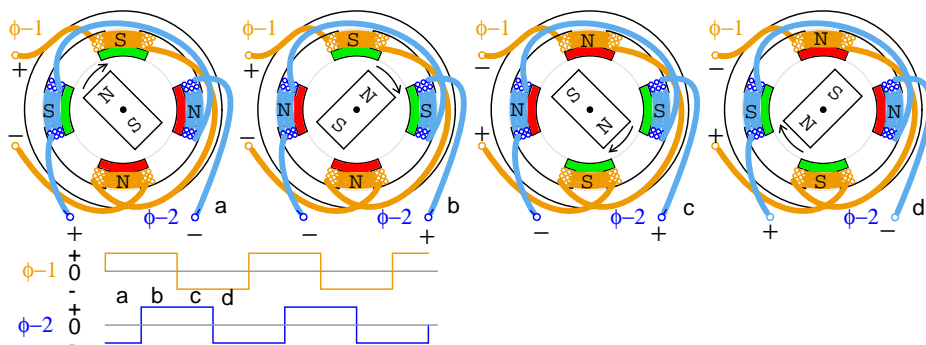 φ-1 φ-1 φ-1 φ-1
S S N N
+ + - -
N N S S
S N N S N S S N
S S N N
- - + +
N N S S
φ-2 a φ-2 b φ-2 c φ-2 d
+ - - + - + + -
φ-1 + 0 -
a b c d
φ-2 + 0 -